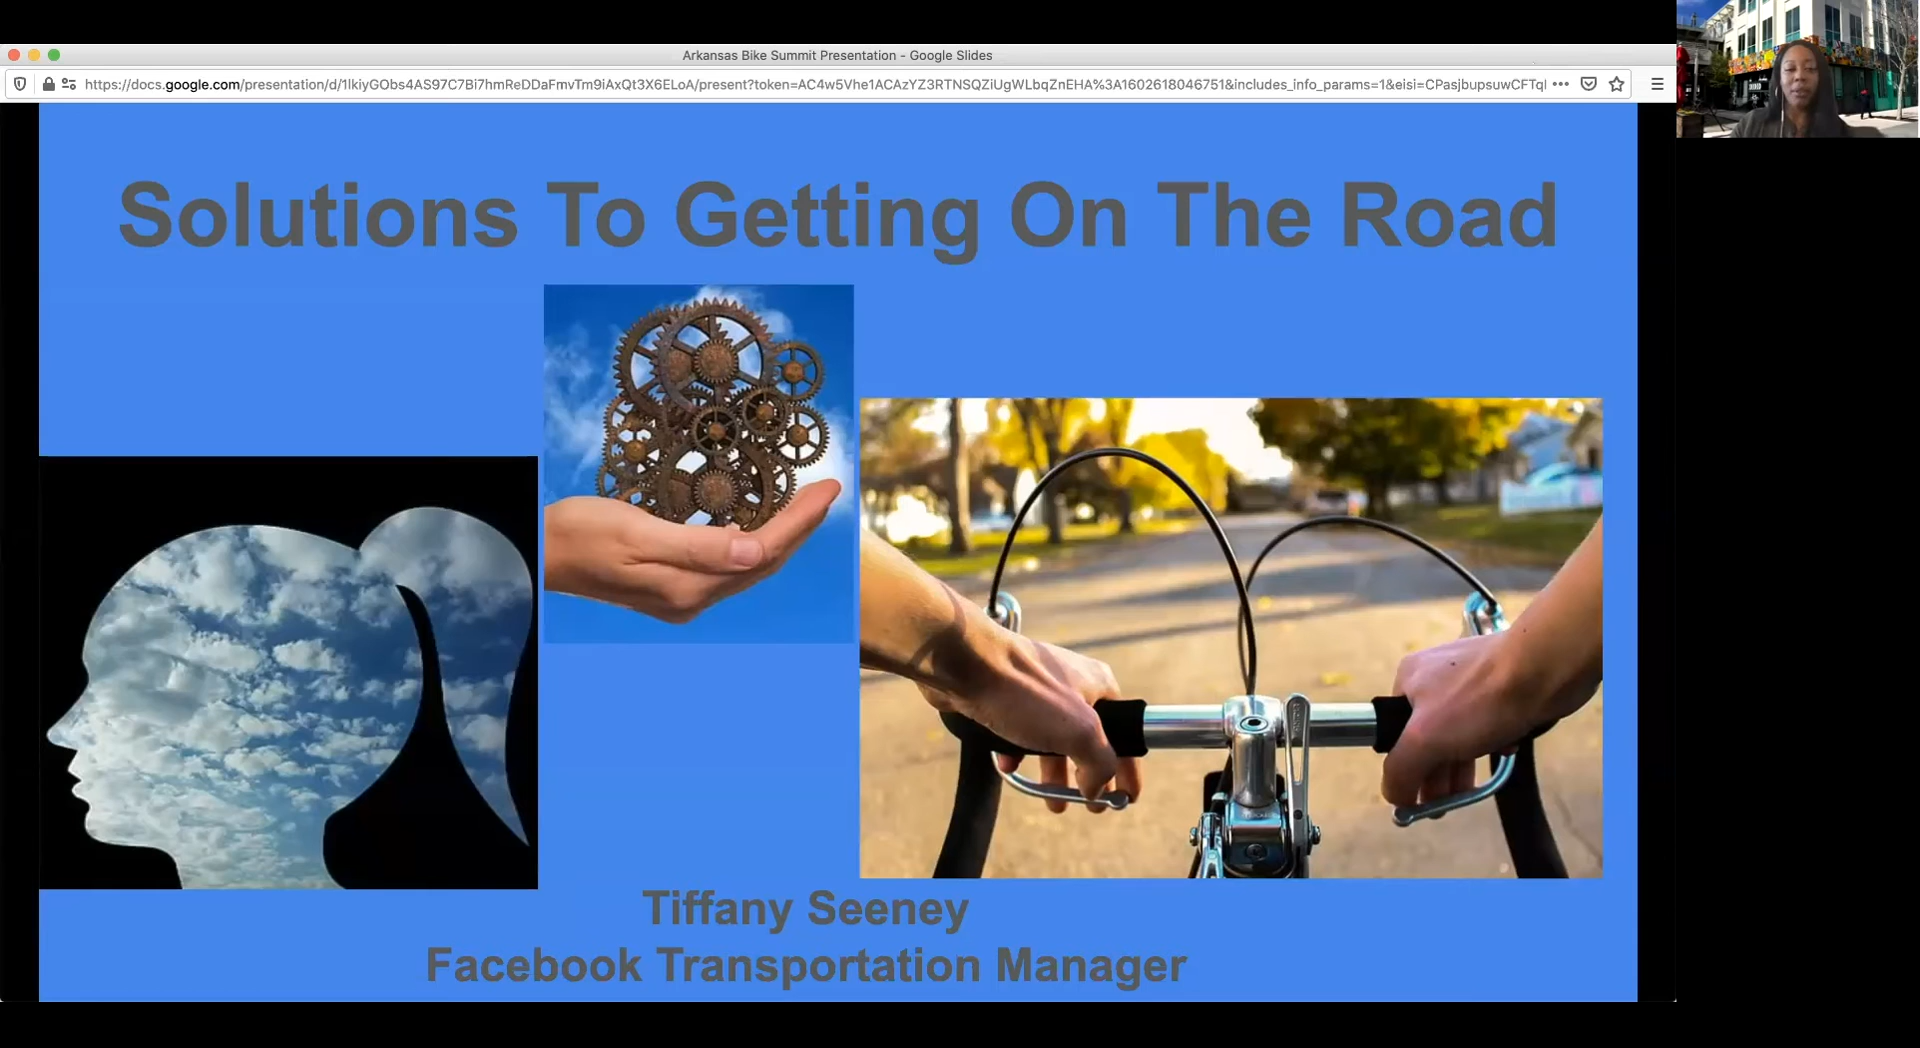 Arkansas Bike Summit Presentation - Google Slides
https://docs.google.com/presentation/d/1lkiyGObs4AS97C7Bi7hmReDDaFmvTm9iAxQt3X6ELoA/present?token=AC4w5Vhe1ACAzYZ3RTNSQZiUgWLbqZnEHA%3A1602618046751&includes_info_params=1&eisi=CPasjbupsuwCFTql
Solutions To Getting On The Road
Tiffany Seeney
Facebook Transportation Manager